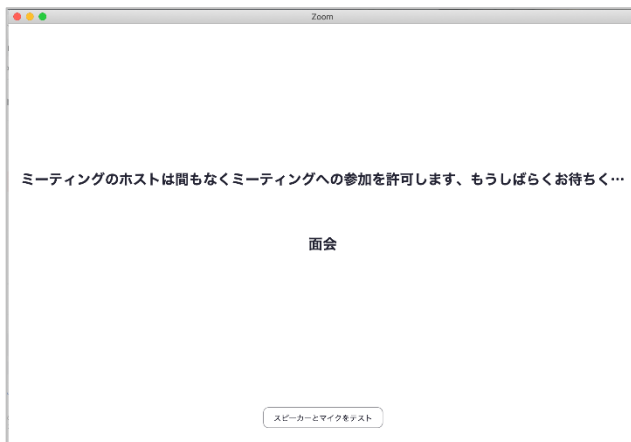 Zoom
ミーティングのホストは間もなくミーティングへの参加を許可します、もうしばらくお待ちく…
面会
スピーカーとマイクをテスト